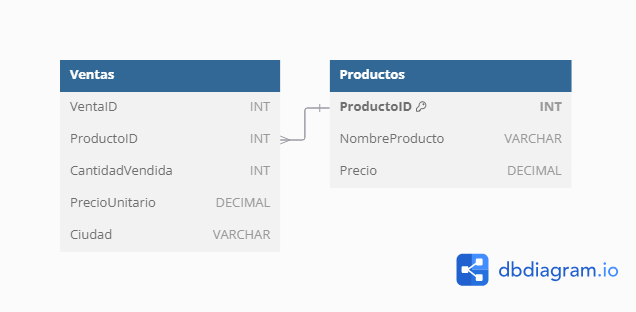 Ventas
VentaID INT
ProductoID INT
CantidadVendida INT
PrecioUnitario DECIMAL
Ciudad VARCHAR
Productos
ProductoID INT
NombreProducto VARCHAR
Precio DECIMAL
dbdiagram.io